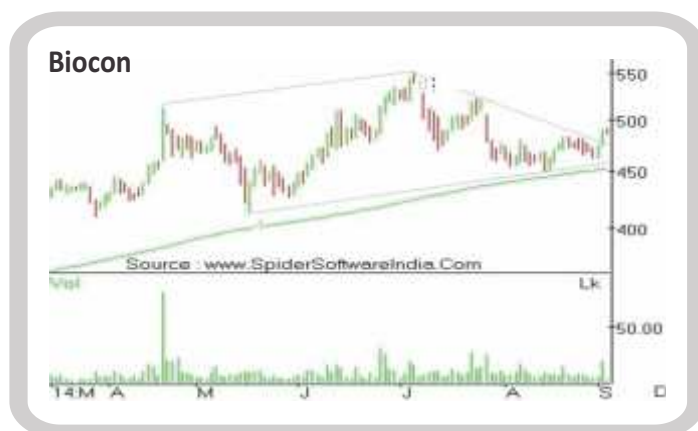 Biocon
550
500
450
400
Source : www.SpiderSoftwareIndia.Com
Vol Lk
50.00
14:M A M J J A S D